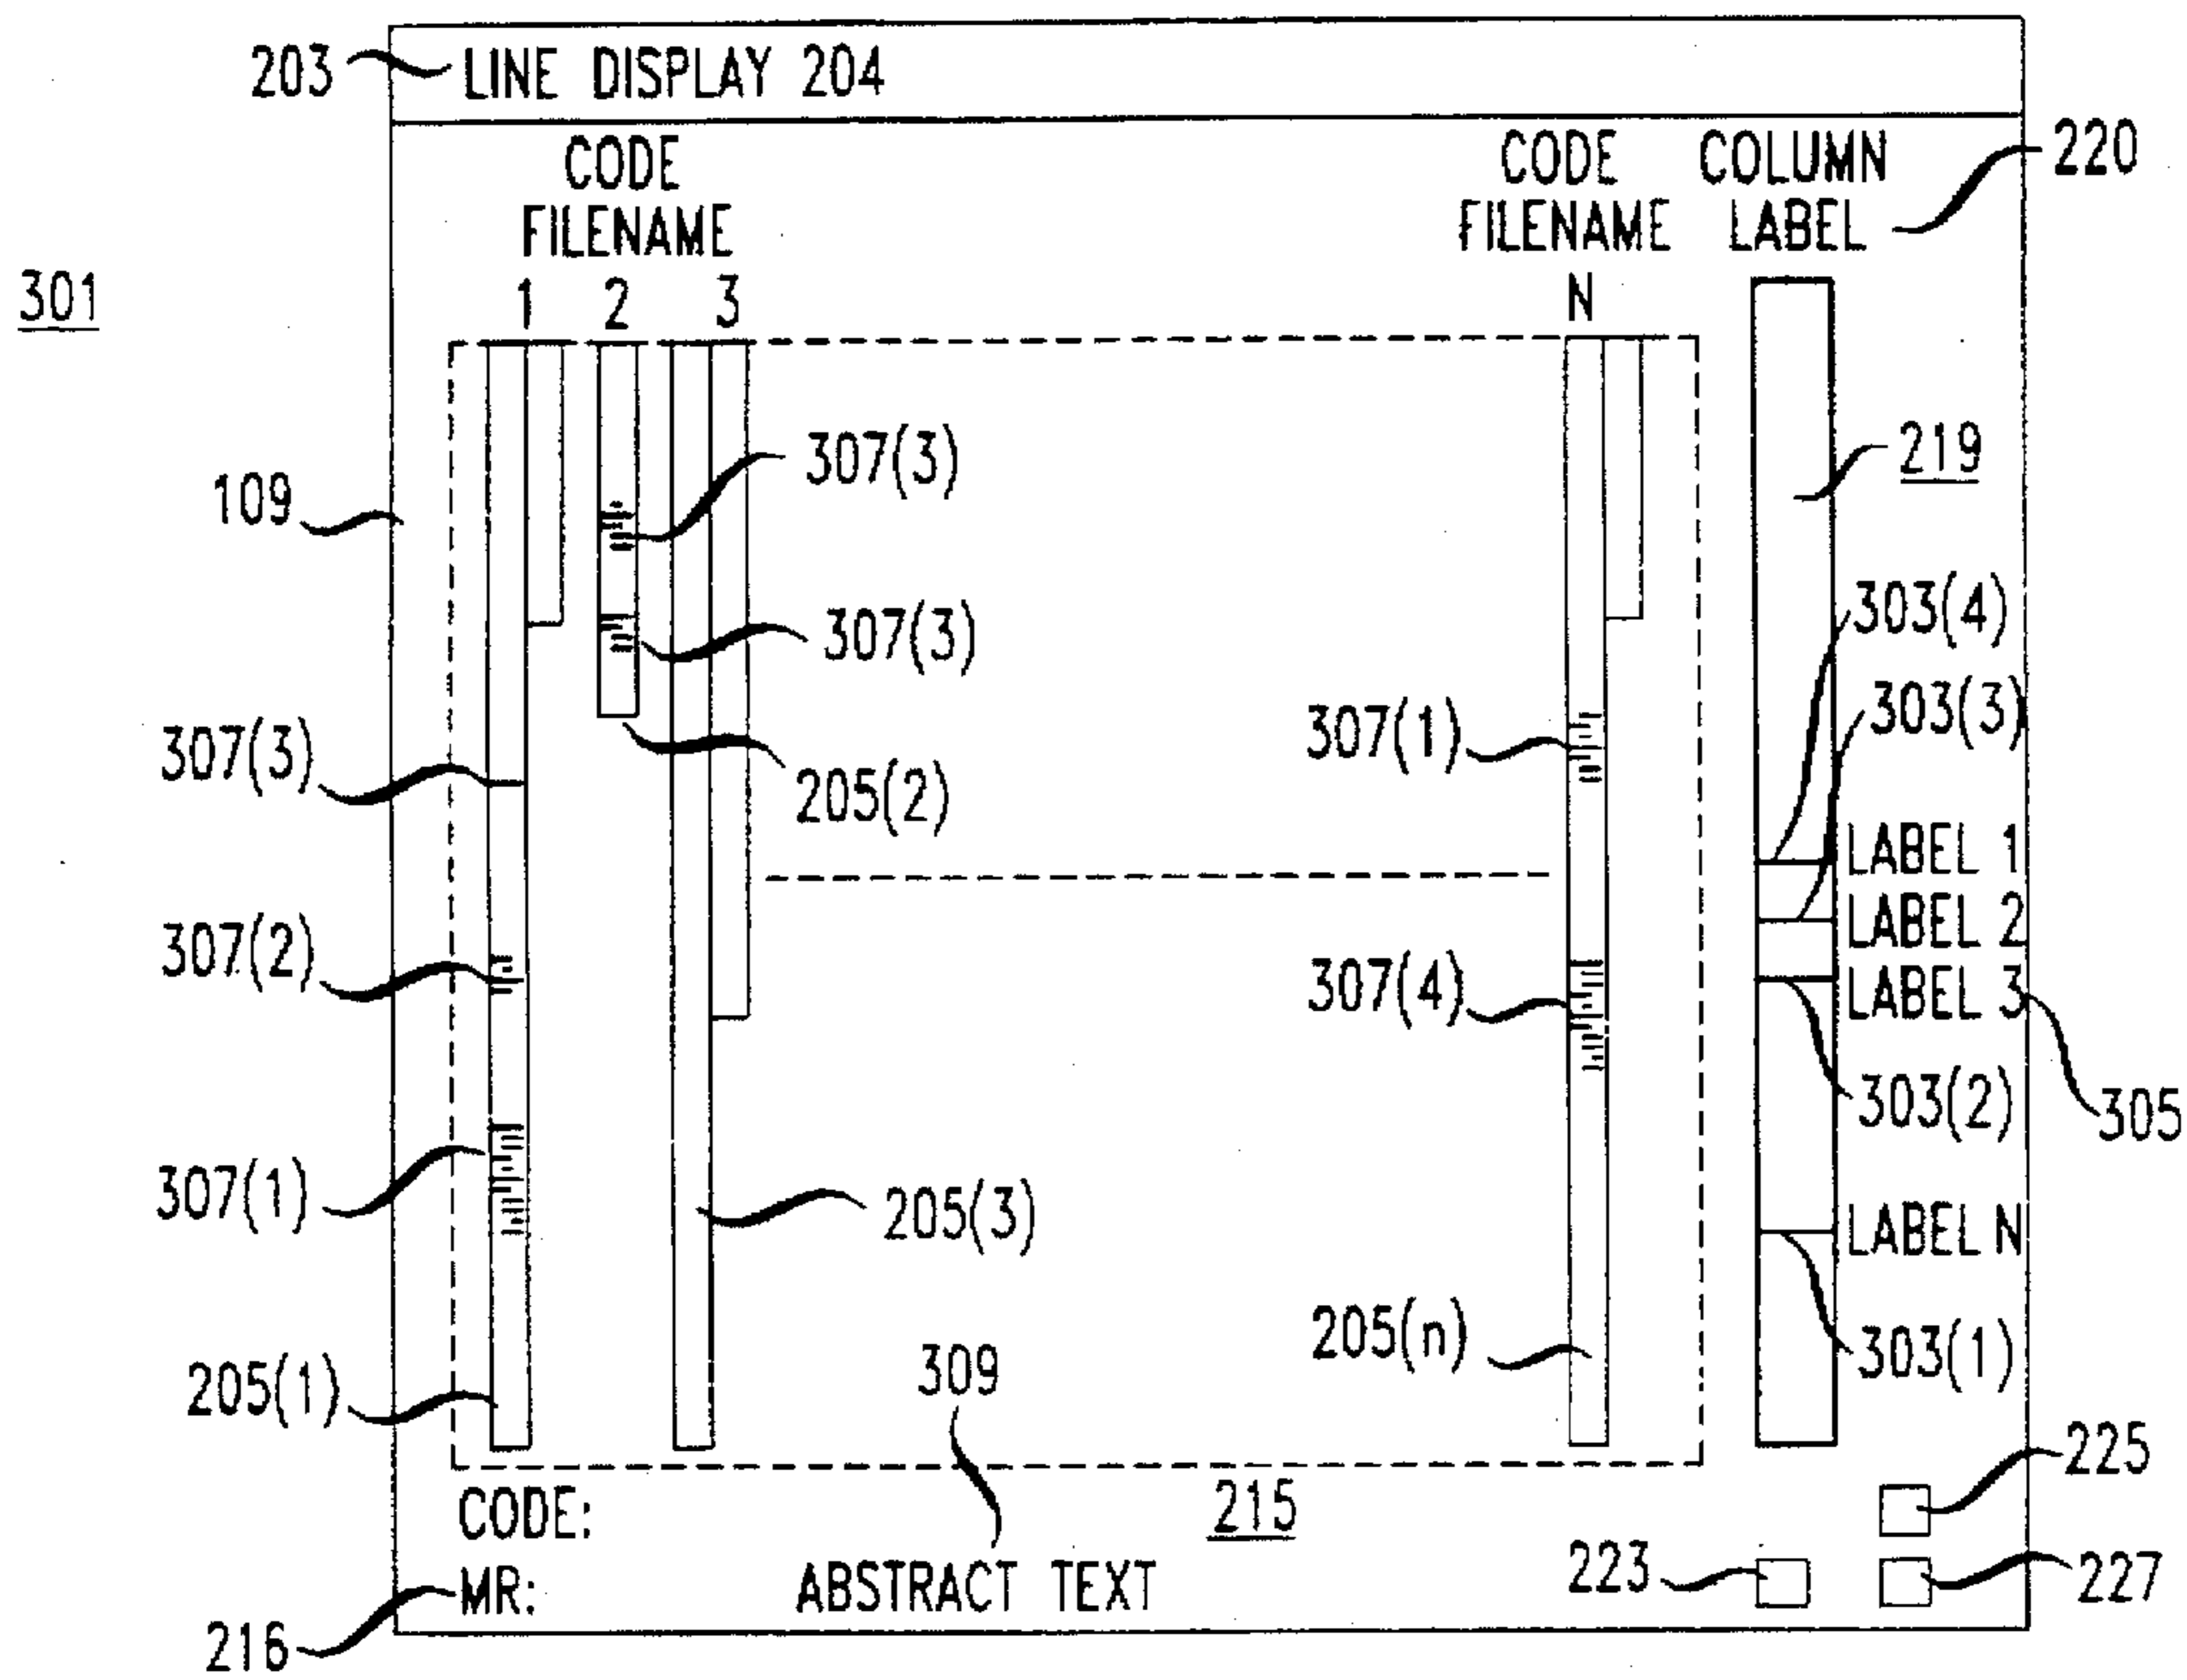 203 LINE DISPLAY 204
CODE FILENAME
1 2 3
CODE FILENAME
N
COLUMN LABEL
220
301
109
219
307(3)
307(3)
307(3)
205(2)
307(2)
307(1)
205(1)
205(3)
307(1)
307(4)
205(n)
303(4)
303(3)
LABEL 1
LABEL 2
LABEL 3
303(2)
305
LABEL N
303(1)
309
215
CODE:
MR:
216
ABSTRACT TEXT
225
223
227